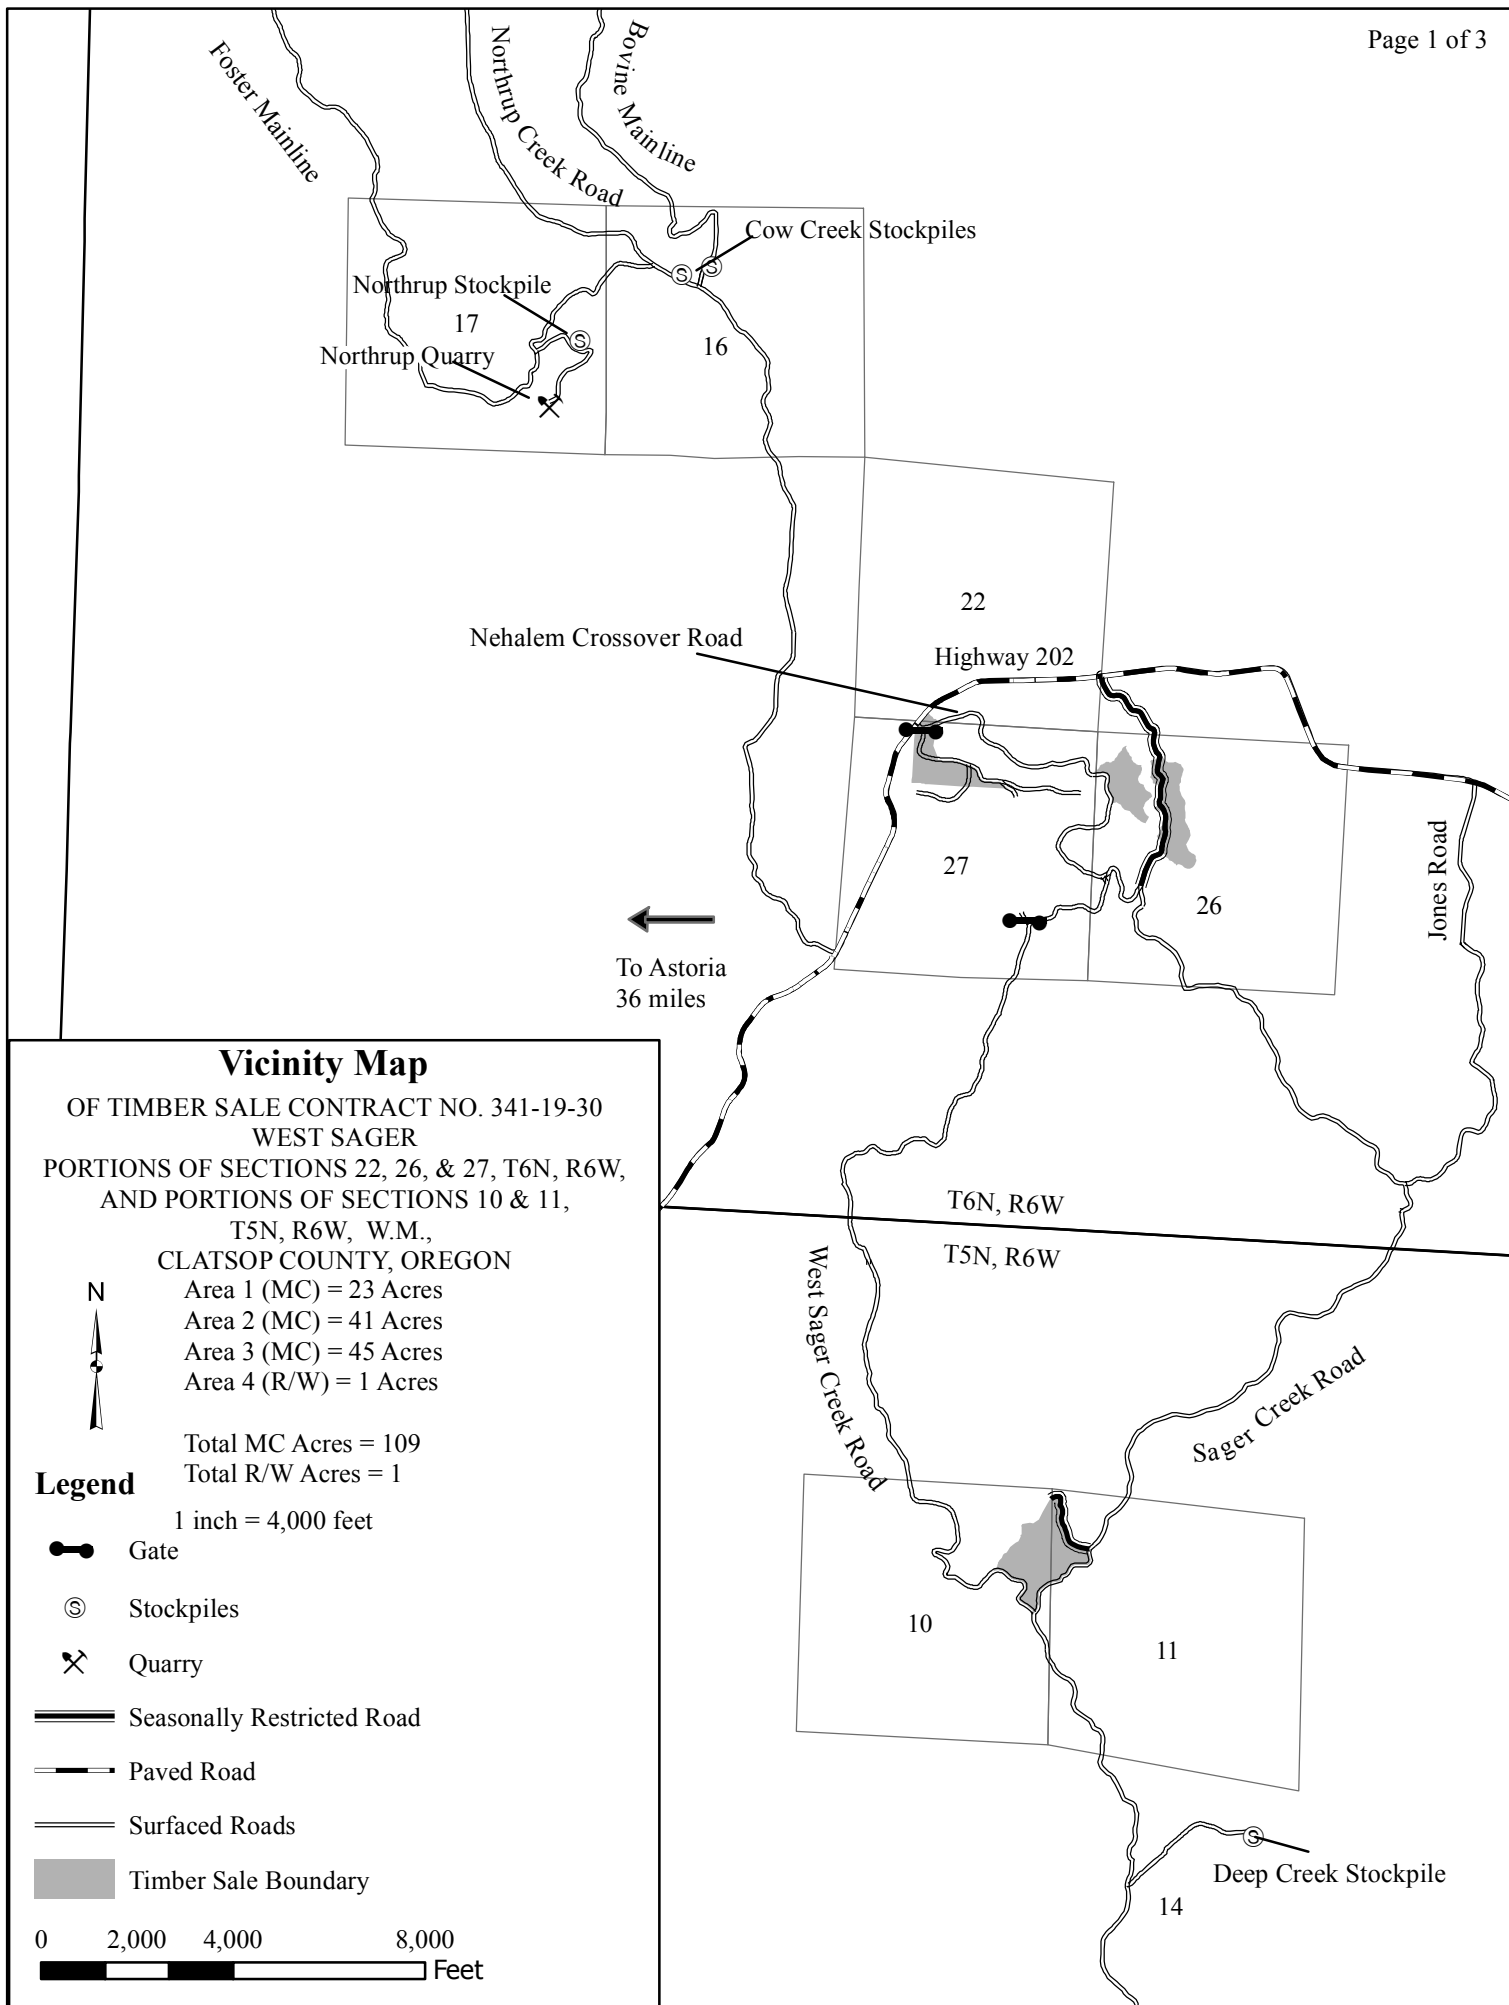 Page 1 of 3
Foster Mainline
Northrup Creek Road
Bovine Mainline
Cow Creek Stockpiles
Northrup Stockpile
17
16
Northrup Quarry
S
S
S
22
Nehalem Crossover Road
Highway 202
27
26
Jones Road
To Astoria
36 miles
T6N, R6W
T5N, R6W
West Sager Creek Road
Sager Creek Road
10
11
S
Deep Creek Stockpile
14
Vicinity Map
OF TIMBER SALE CONTRACT NO. 341-19-30
WEST SAGER
PORTIONS OF SECTIONS 22, 26, & 27, T6N, R6W,
AND PORTIONS OF SECTIONS 10 & 11,
T5N, R6W, W.M.,
CLATSOP COUNTY, OREGON
N
Area 1 (MC) = 23 Acres
Area 2 (MC) = 41 Acres
Area 3 (MC) = 45 Acres
Area 4 (R/W) = 1 Acres
Total MC Acres = 109
Total R/W Acres = 1
Legend
1 inch = 4,000 feet
Gate
S Stockpiles
Quarry
Seasonally Restricted Road
Paved Road
Surfaced Roads
Timber Sale Boundary
0 2,000 4,000 8,000
Feet